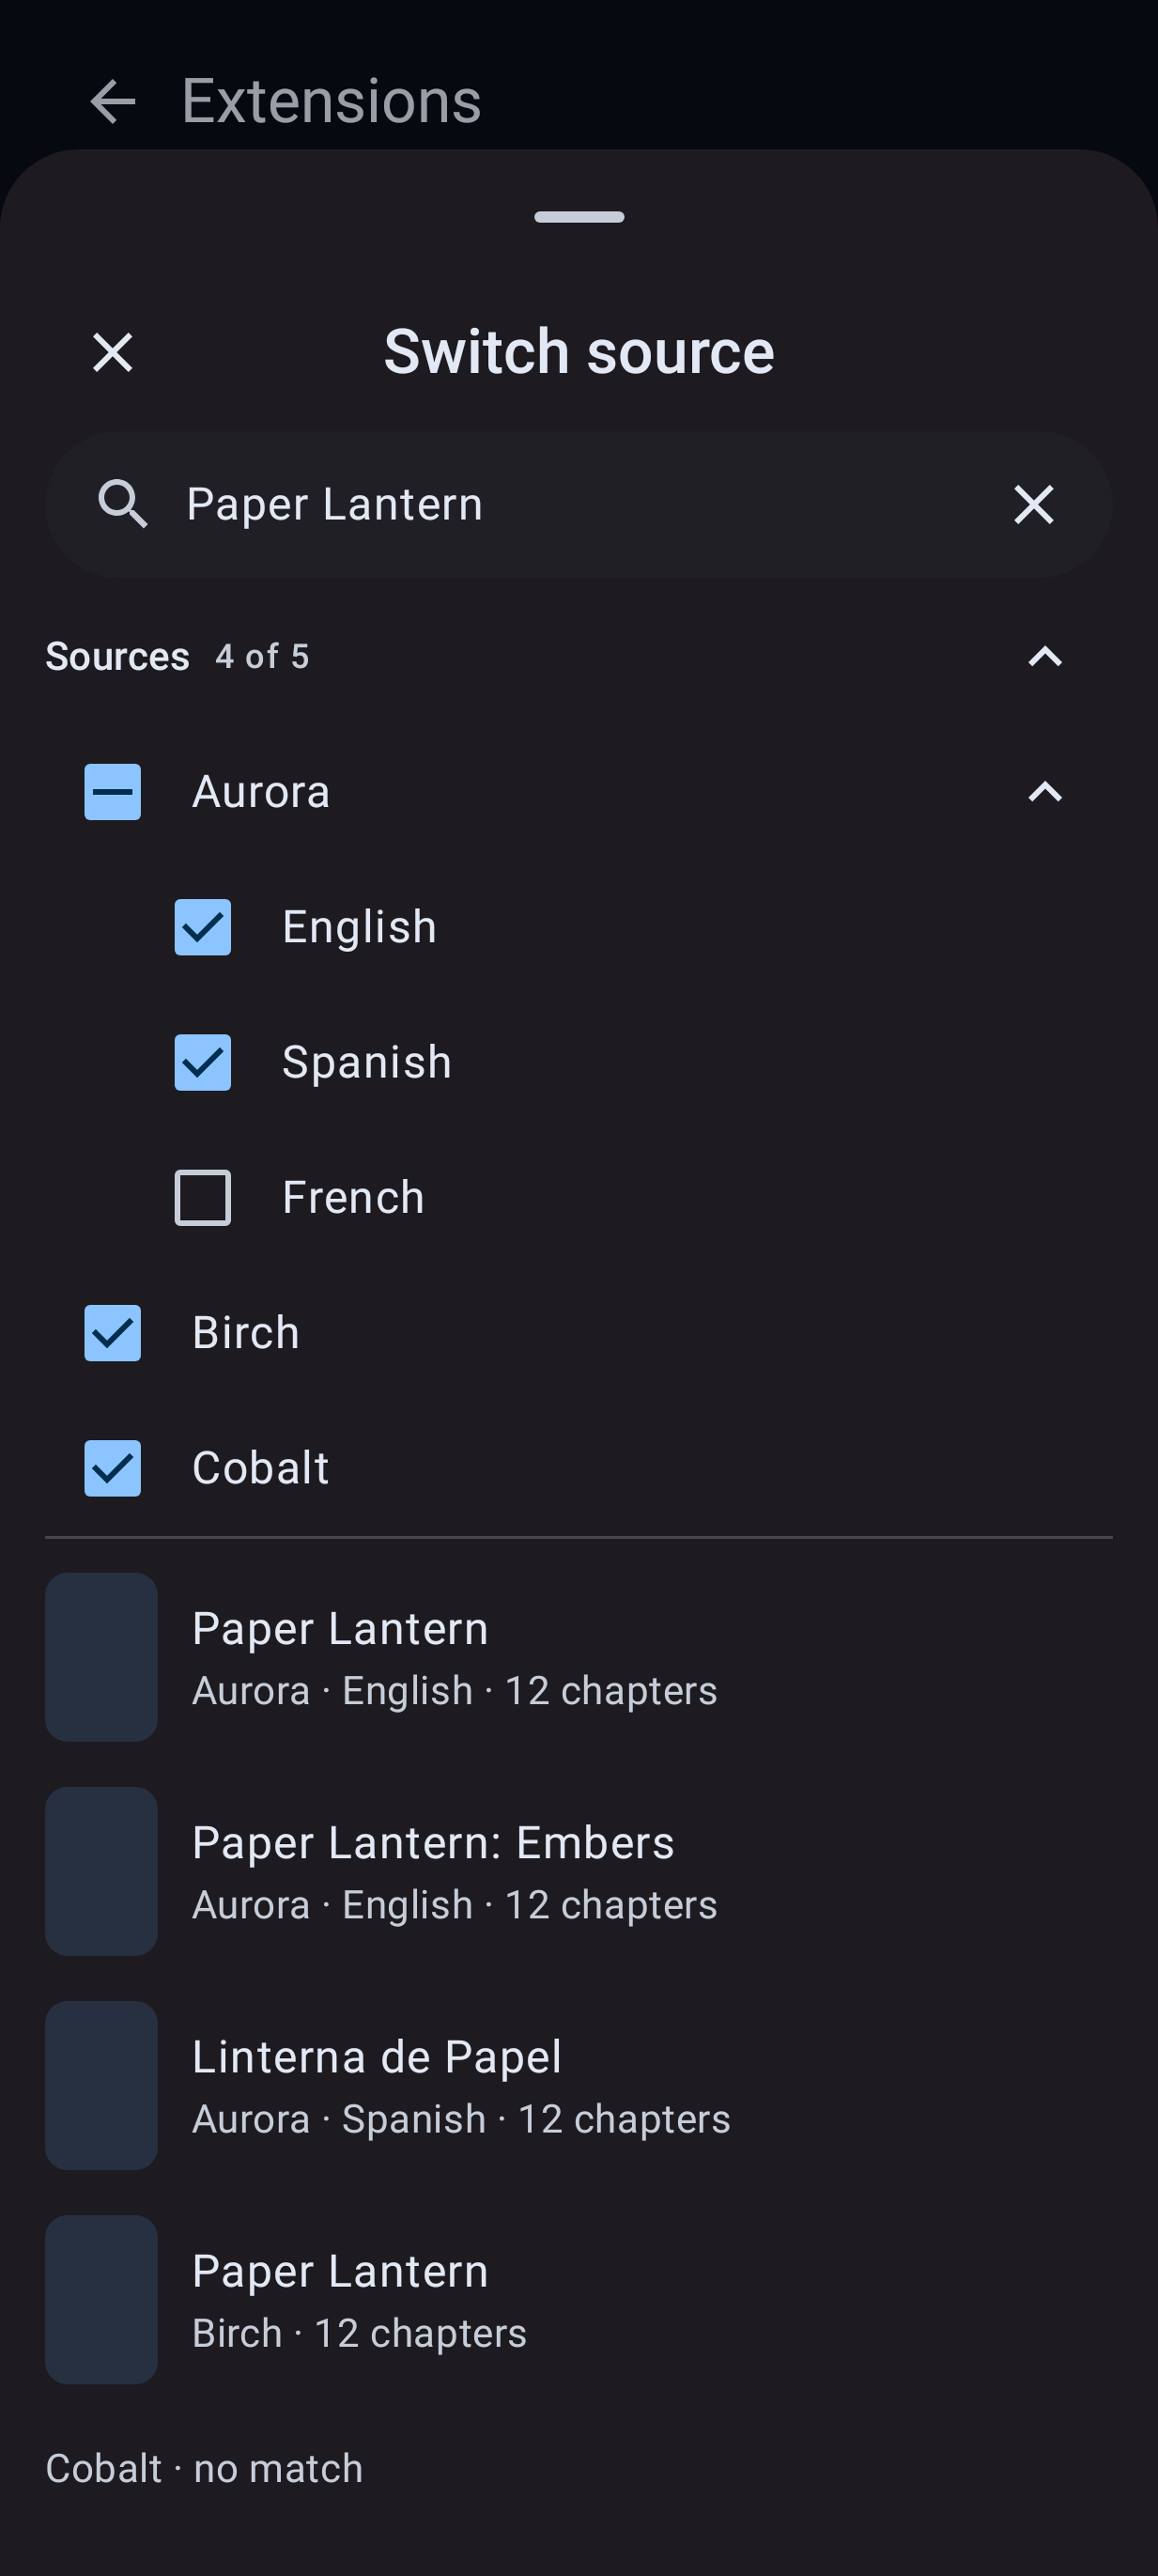 Extensions
Switch source
Paper Lantern
Sources 4 of 5
Aurora
English
Spanish
French
Birch
Cobalt
Paper Lantern
Aurora · English · 12 chapters
Paper Lantern: Embers
Aurora · English · 12 chapters
Linterna de Papel
Aurora · Spanish · 12 chapters
Paper Lantern
Birch · 12 chapters
Cobalt · no match